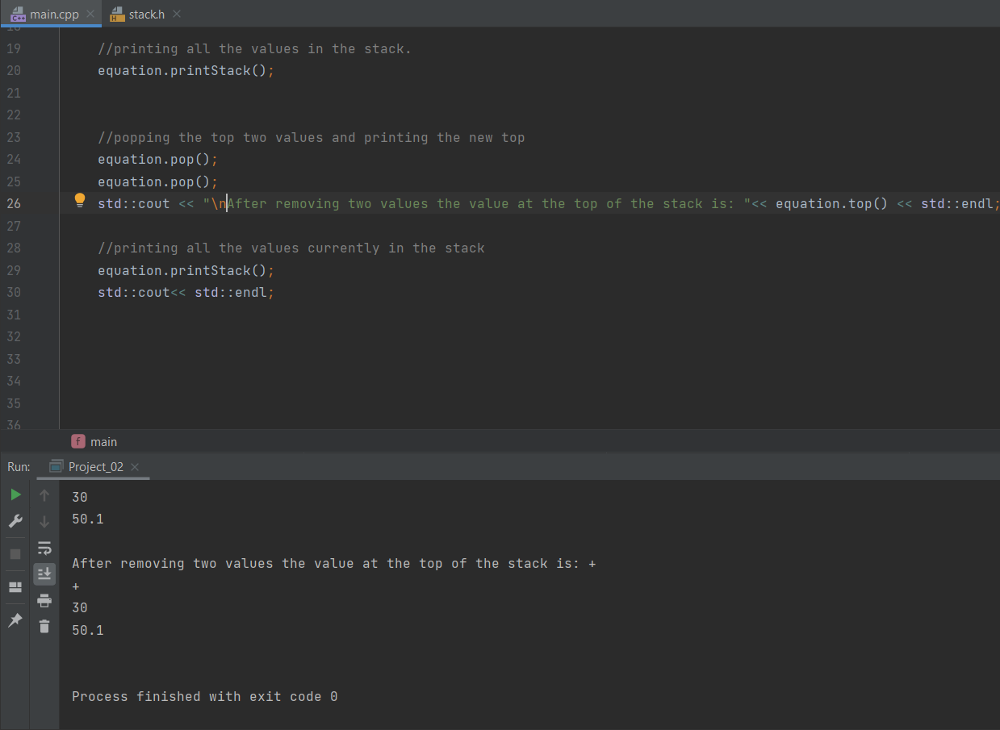 main.cpp stack.h
18
19 //printing all the values in the stack.
20 equation.printStack();
21
22
23 //popping the top two values and printing the new top
24 equation.pop();
25 equation.pop();
26 std::cout << "\nAfter removing two values the value at the top of the stack is: "<< equation.top() << std::endl;
27
28 //printing all the values currently in the stack
29 equation.printStack();
30 std::cout<< std::endl;
31
32
33
34
35
36
f main
Run: Project_02
30
50.1
After removing two values the value at the top of the stack is: +
+
30
50.1
Process finished with exit code 0